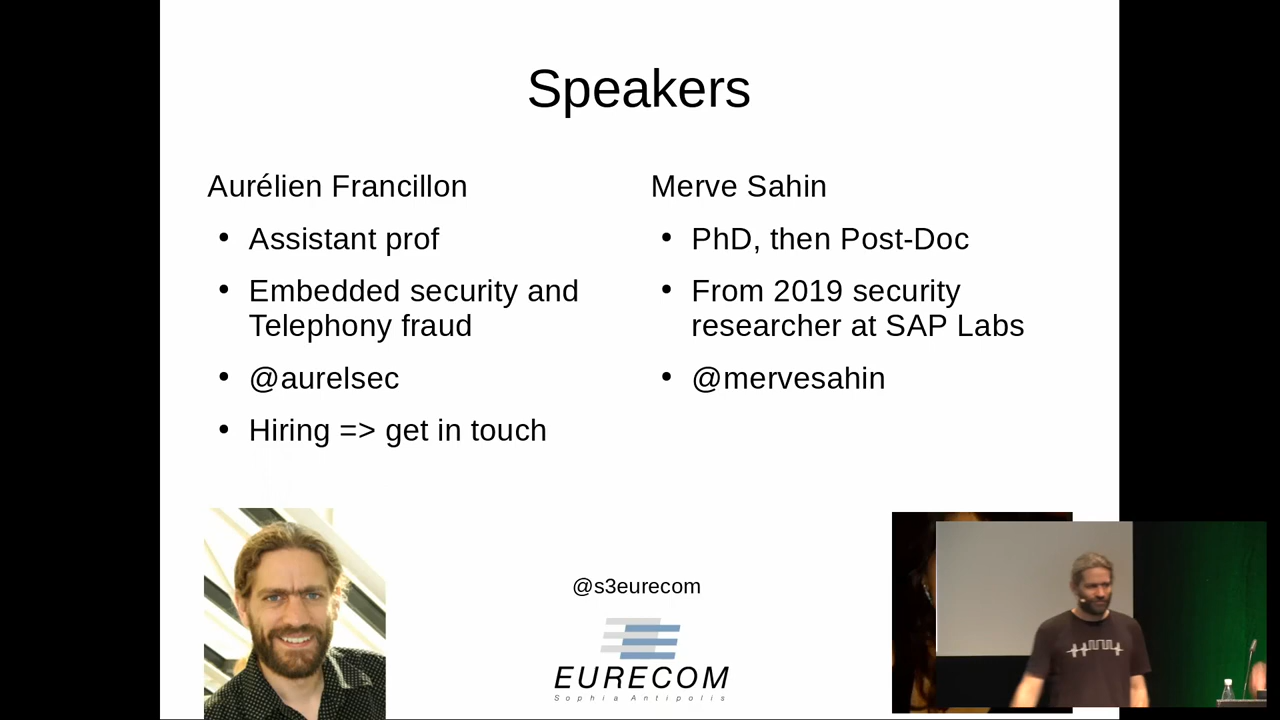 Speakers
Aurélien Francillon
• Assistant prof
• Embedded security and
Telephony fraud
• @aurelsec
• Hiring => get in touch
Merve Sahin
• PhD, then Post-Doc
• From 2019 security
researcher at SAP Labs
• @mervesahin
@s3eurecom
EURECOM
Sophia Antipolis